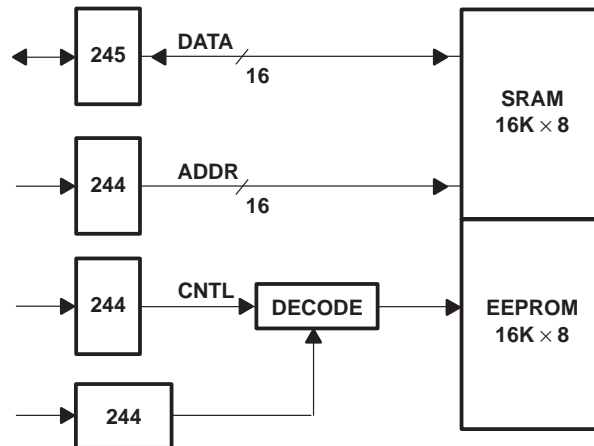 245
DATA
16
SRAM
16K × 8
244
ADDR
16
244
CNTL
DECODE
EEPROM
16K × 8
244